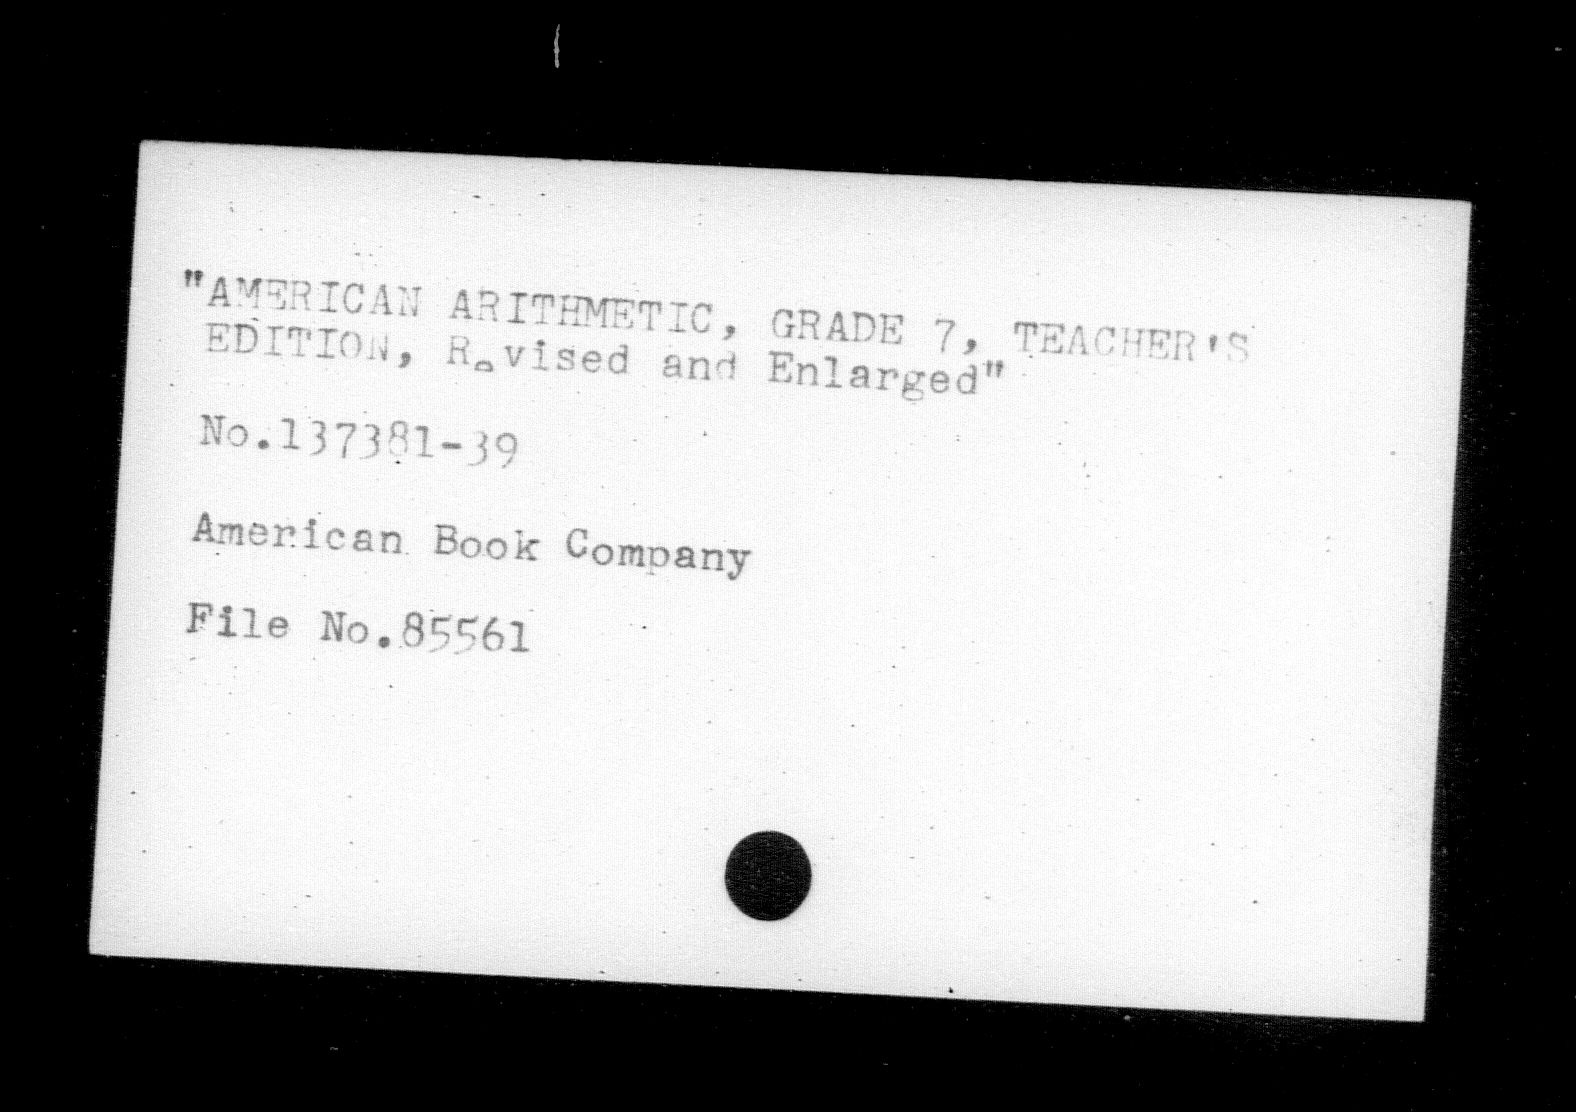 "AMERICAN ARITHMETIC, GRADE 7, TEACHER'S
EDITION, Revised and Enlarged"
No.137381-39
American Book Company
File No.85561